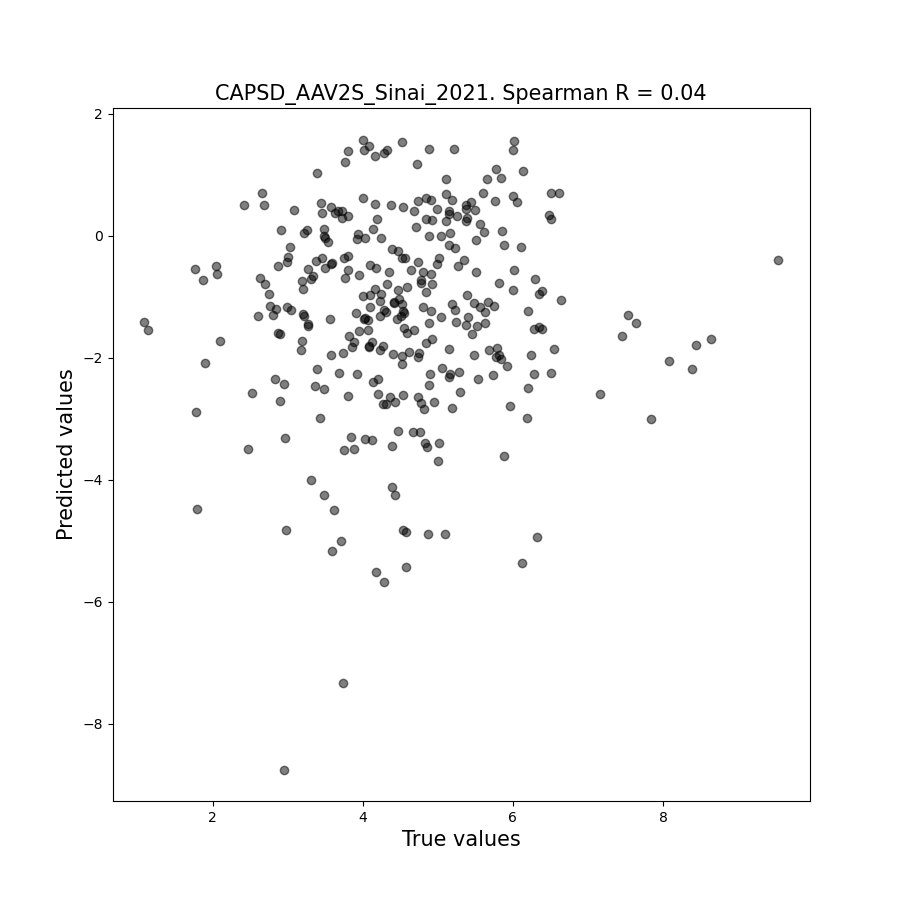 CAPSD_AAV2S_Sinai_2021. Spearman R = 0.04
2
0
−2
−4
−6
−8
Predicted values
2 4 6 8
True values